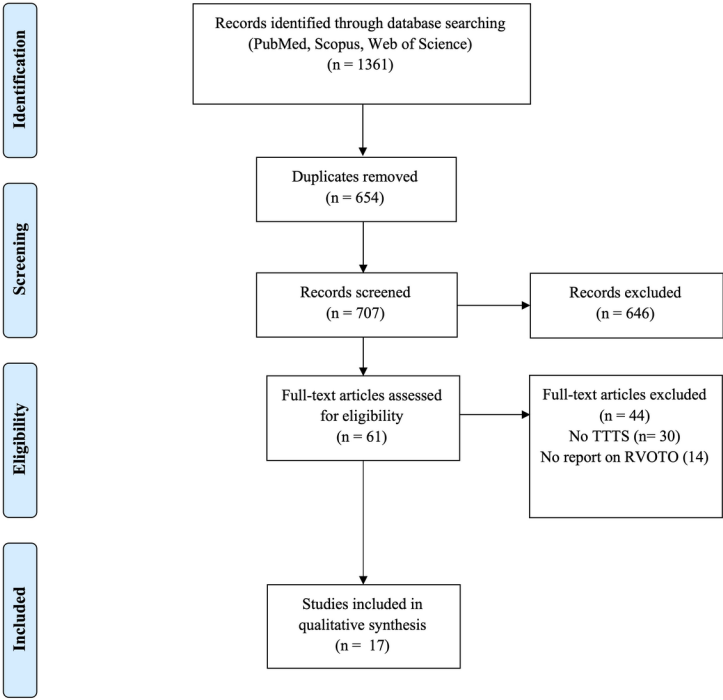 Identification
Records identified through database searching
(PubMed, Scopus, Web of Science)
(n = 1361)
Duplicates removed
(n = 654)
Screening
Records screened
(n = 707)
Records excluded
(n = 646)
Eligibility
Full-text articles assessed
for eligibility
(n = 61)
Full-text articles excluded
(n = 44)
No TTTS (n= 30)
No report on RVOTO (14)
Included
Studies included in
qualitative synthesis
(n = 17)